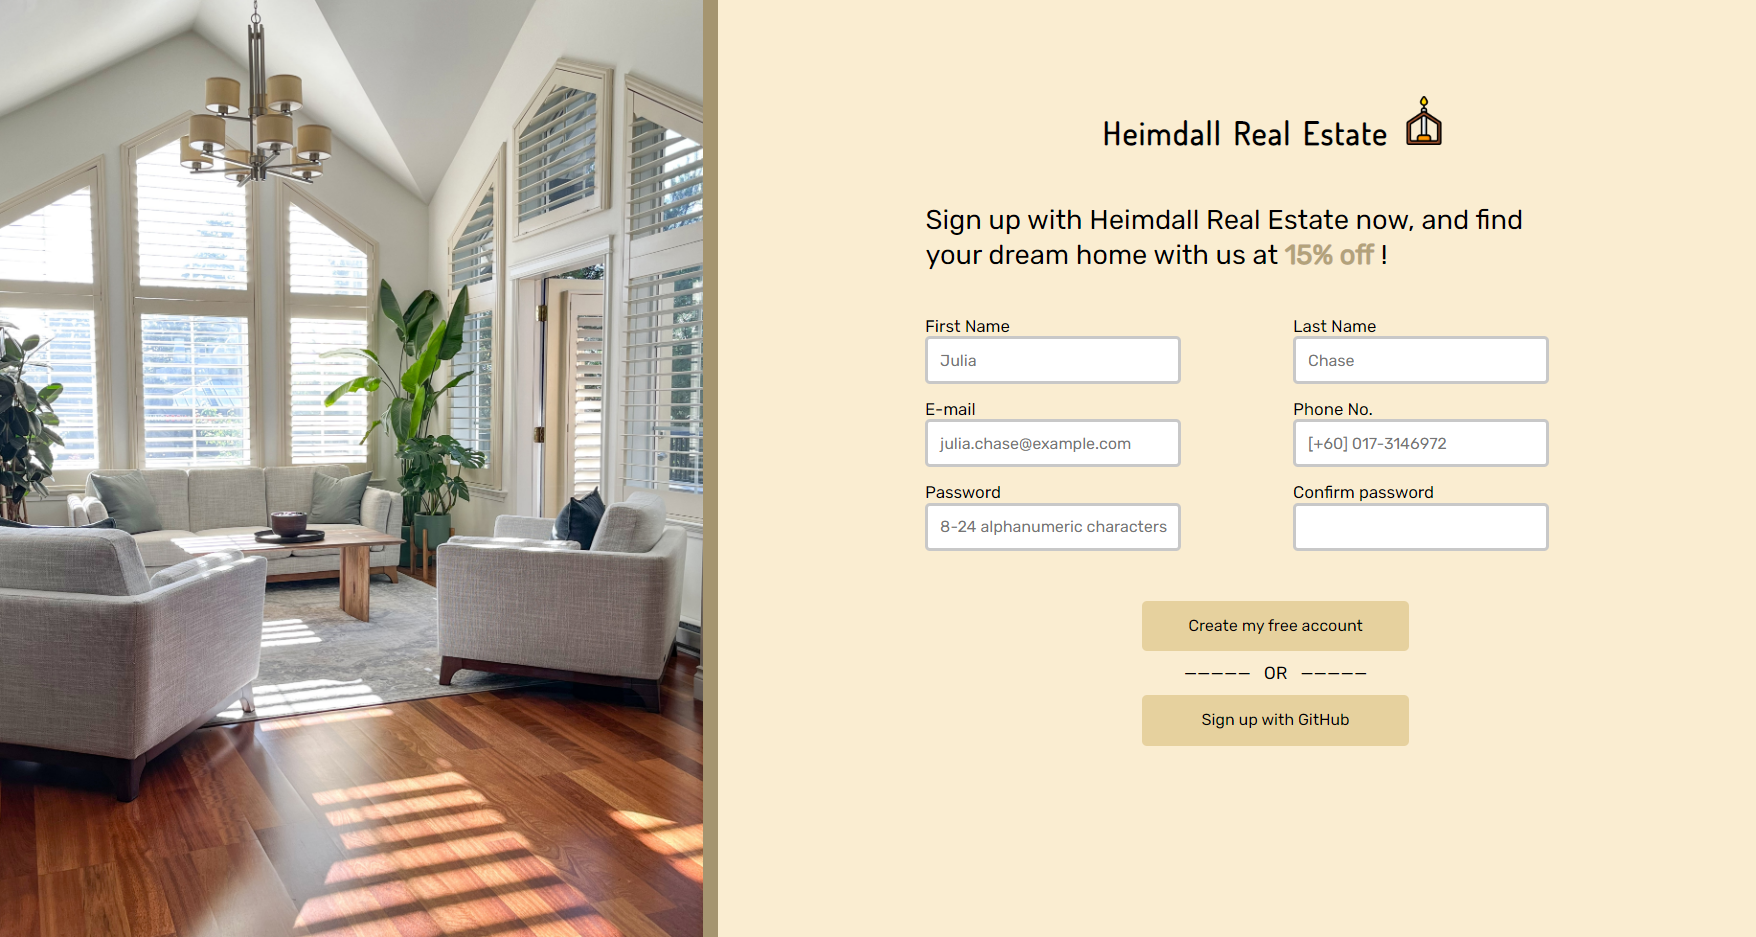 Heimdall Real Estate
Sign up with Heimdall Real Estate now, and find
your dream home with us at 15% off !
First Name
Last Name
Julia
Chase
E-mail
Phone No.
julia.chase@example.com
[+60] 017-3146972
Password
Confirm password
8-24 alphanumeric characters
Create my free account
————— OR —————
Sign up with GitHub